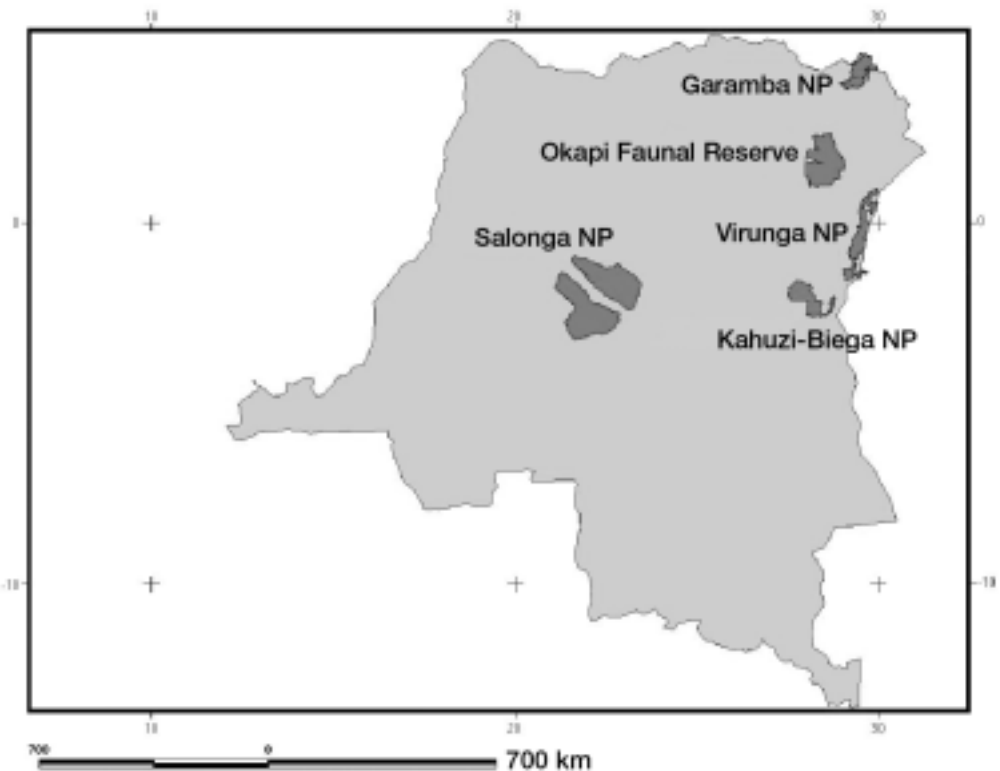 10 20 30
Garamba NP
Okapi Faunal Reserve
0 0
Salonga NP Virunga NP
Kahuzi-Biega NP
-10 -10
10 20 30
700 0 700 km